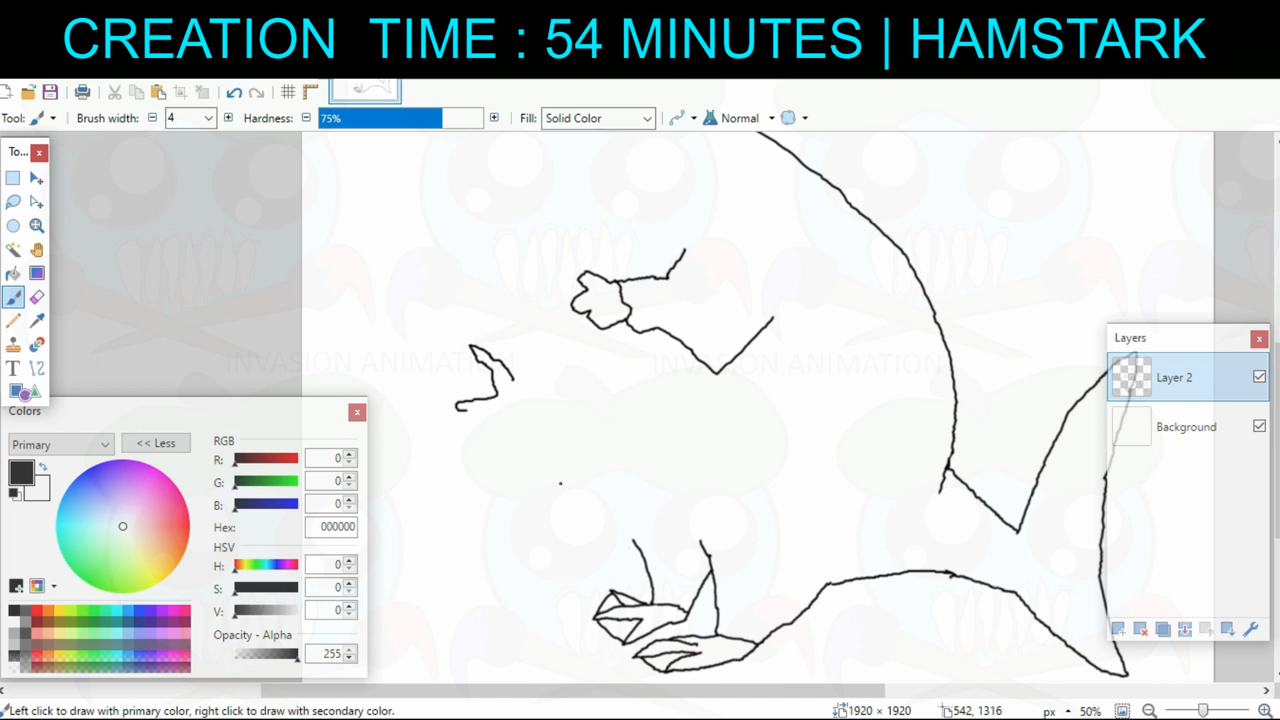 CREATION TIME : 54 MINUTES | HAMSTARK
Tool: Brush width: 4 Hardness: 75% Fill: Solid Color Normal
To...
INVASION ANIMATION
INVASION ANIMATION
Layers
Layer 2
Background
Colors
Primary
<< Less
RGB
R: 0
G: 0
B: 0
Hex: 000000
HSV
H: 0
S: 0
V: 0
Opacity - Alpha
255
Left click to draw with primary color, right click to draw with secondary color.
1920 × 1920
542, 1316
px
50%